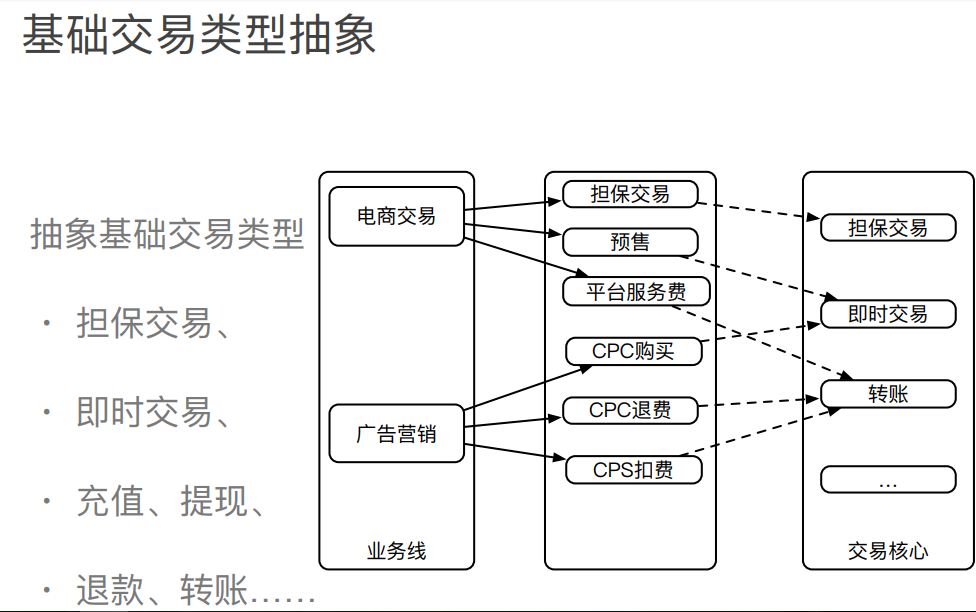 基础交易类型抽象
抽象基础交易类型
• 担保交易、
• 即时交易、
• 充值、提现、
• 退款、转账……
电商交易
广告营销
业务线
担保交易
预售
平台服务费
CPC购买
CPC退费
CPS扣费
担保交易
即时交易
转账
…
交易核心